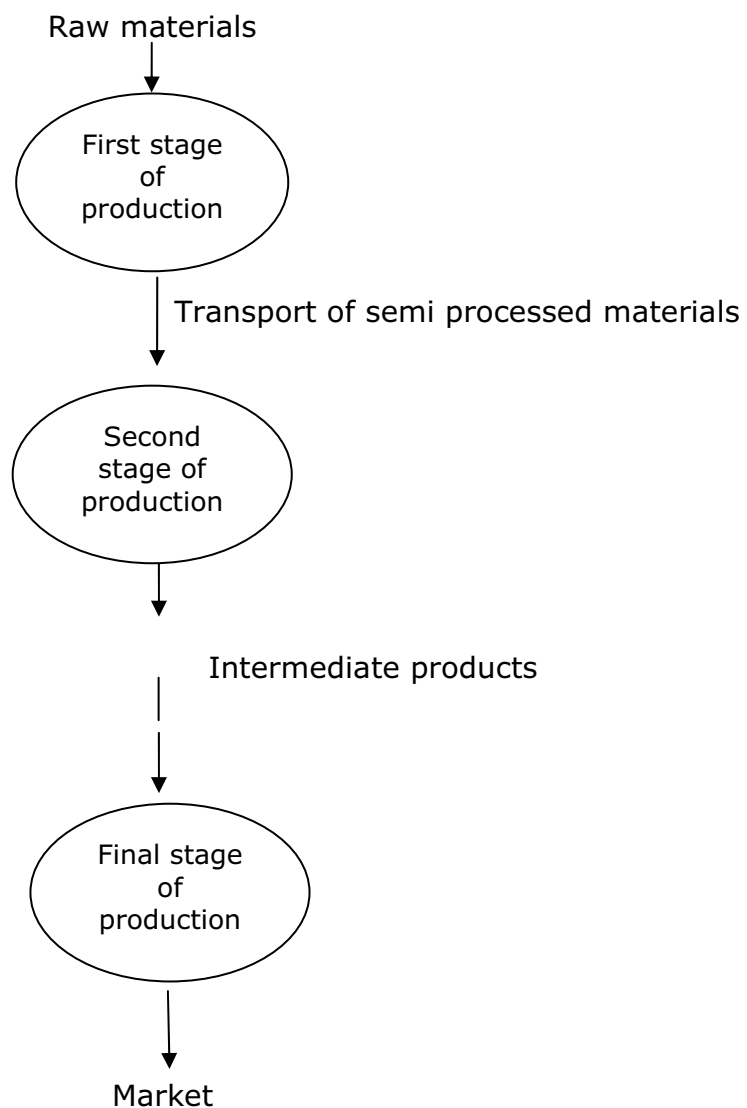 Raw materials
First stage
of
production
Transport of semi processed materials
Second
stage of
production
Intermediate products
Final stage
of
production
Market